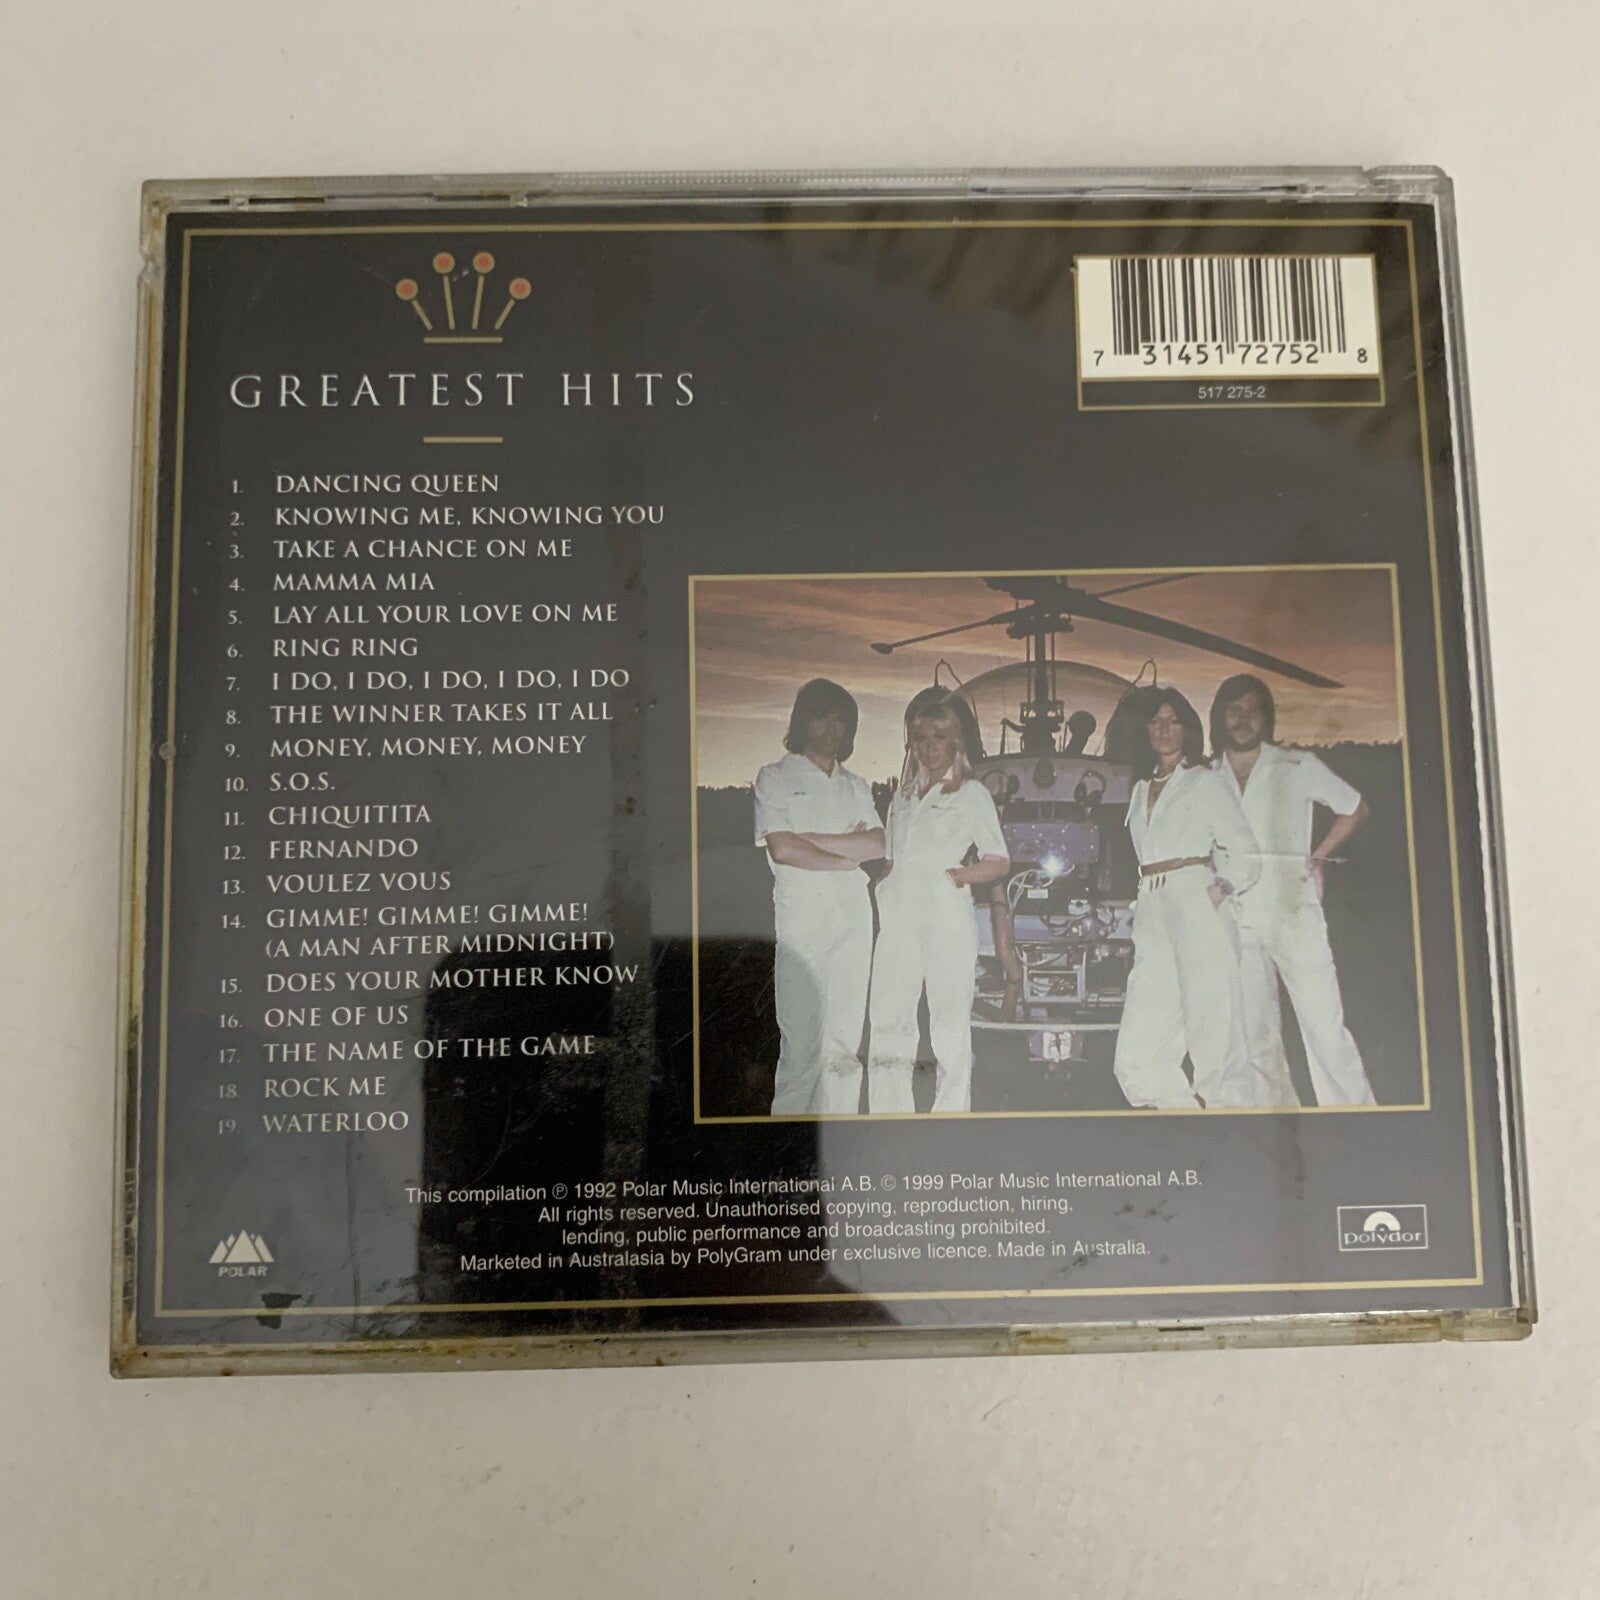 GREATEST HITS
1. DANCING QUEEN
2. KNOWING ME, KNOWING YOU
3. TAKE A CHANCE ON ME
4. MAMMA MIA
5. LAY ALL YOUR LOVE ON ME
6. RING RING
7. I DO, I DO, I DO, I DO, I DO
8. THE WINNER TAKES IT ALL
9. MONEY, MONEY, MONEY
10. S.O.S.
11. CHIQUITITA
12. FERNANDO
13. VOULEZ VOUS
14. GIMME! GIMME! GIMME!
(A MAN AFTER MIDNIGHT)
15. DOES YOUR MOTHER KNOW
16. ONE OF US
17. THE NAME OF THE GAME
18. ROCK ME
19 WATERLOO
7 31451 72752 8
517 275-2
This compilation ℗ 1992 Polar Music International A.B. © 1999 Polar Music International A.B.
All rights reserved. Unauthorised copying, reproduction, hiring,
lending, public performance and broadcasting prohibited.
Marketed in Australasia by PolyGram under exclusive licence. Made in Australia.
POLAR
polydor